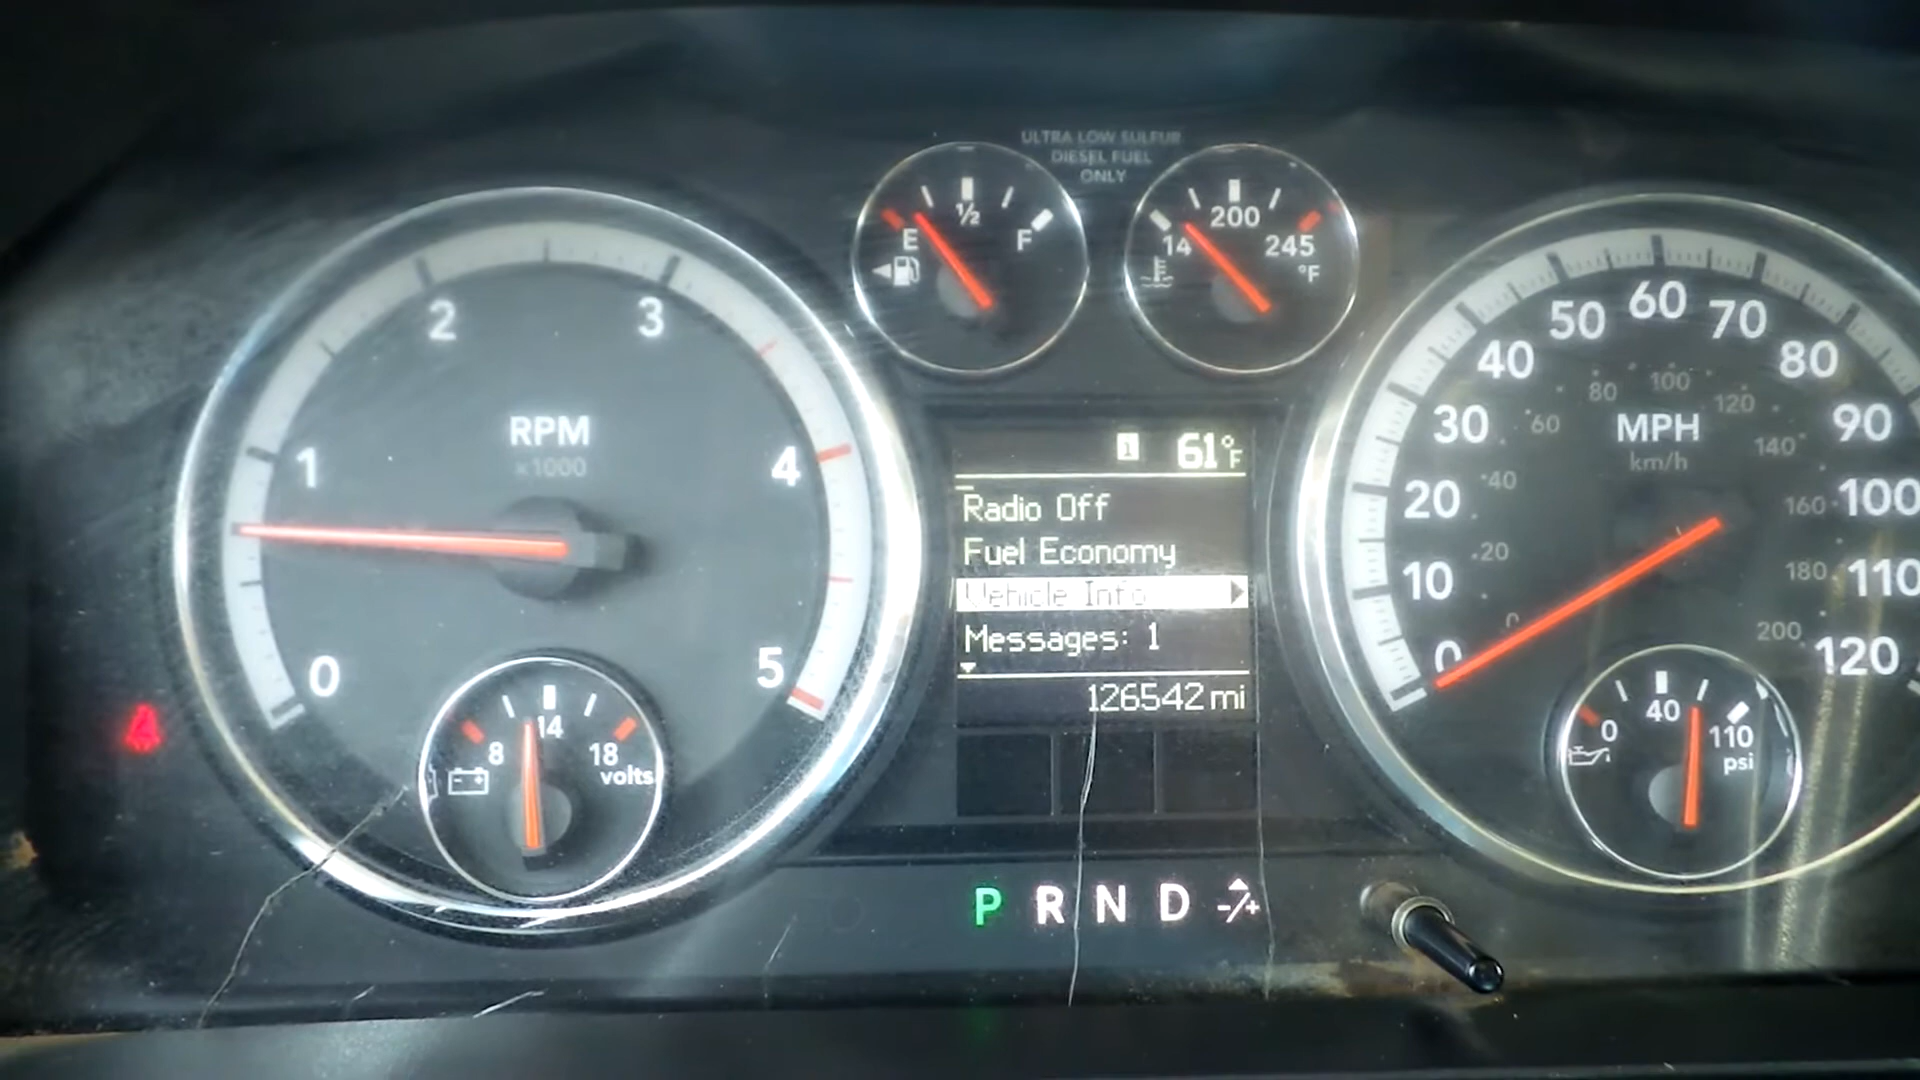 ULTRA LOW SULFUR
DIESEL FUEL
ONLY
0 1 2 3 4 5
RPM
×1000
8 14 18
volts
E ½ F
14 200 245
°F
1 61°F
Radio Off
Fuel Economy
Vehicle Info
Messages: 1
126542 mi
P R N D -/+
0 10 20 30 40 50 60 70 80 90 100 110 120
MPH
km/h
0 20 40 60 80 100 120 140 160 180 200
0 40 110
psi